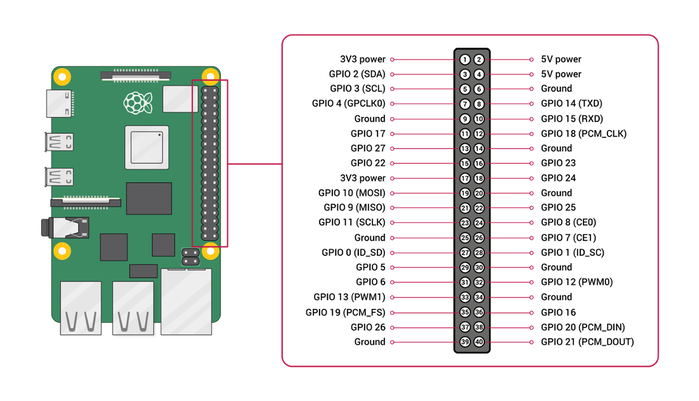 3V3 power 1 2 5V power
GPIO 2 (SDA) 3 4 5V power
GPIO 3 (SCL) 5 6 Ground
GPIO 4 (GPCLK0) 7 8 GPIO 14 (TXD)
Ground 9 10 GPIO 15 (RXD)
GPIO 17 11 12 GPIO 18 (PCM_CLK)
GPIO 27 13 14 Ground
GPIO 22 15 16 GPIO 23
3V3 power 17 18 GPIO 24
GPIO 10 (MOSI) 19 20 Ground
GPIO 9 (MISO) 21 22 GPIO 25
GPIO 11 (SCLK) 23 24 GPIO 8 (CE0)
Ground 25 26 GPIO 7 (CE1)
GPIO 0 (ID_SD) 27 28 GPIO 1 (ID_SC)
GPIO 5 29 30 Ground
GPIO 6 31 32 GPIO 12 (PWM0)
GPIO 13 (PWM1) 33 34 Ground
GPIO 19 (PCM_FS) 35 36 GPIO 16
GPIO 26 37 38 GPIO 20 (PCM_DIN)
Ground 39 40 GPIO 21 (PCM_DOUT)